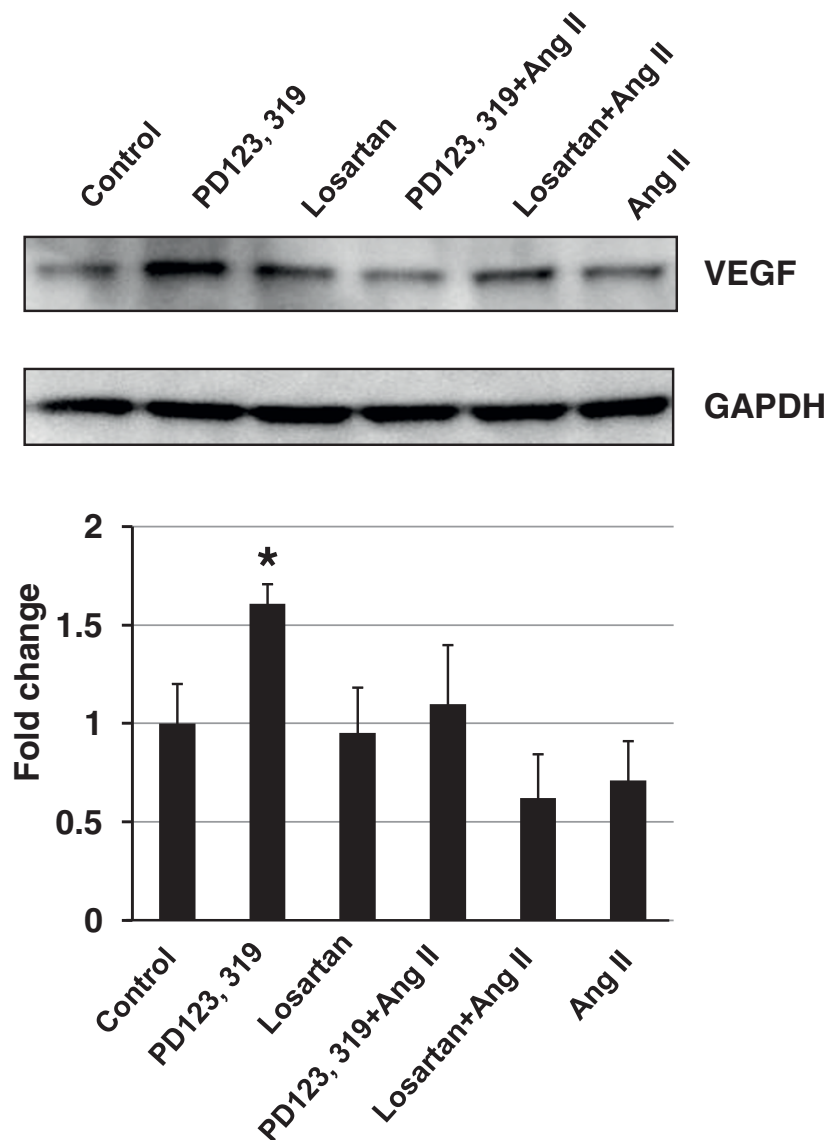 Control
PD123, 319
Losartan
PD123, 319+Ang II
Losartan+Ang II
Ang II
VEGF
GAPDH
Fold change
2
*
1.5
1
0.5
0
Control
PD123, 319
Losartan
PD123, 319+Ang II
Losartan+Ang II
Ang II